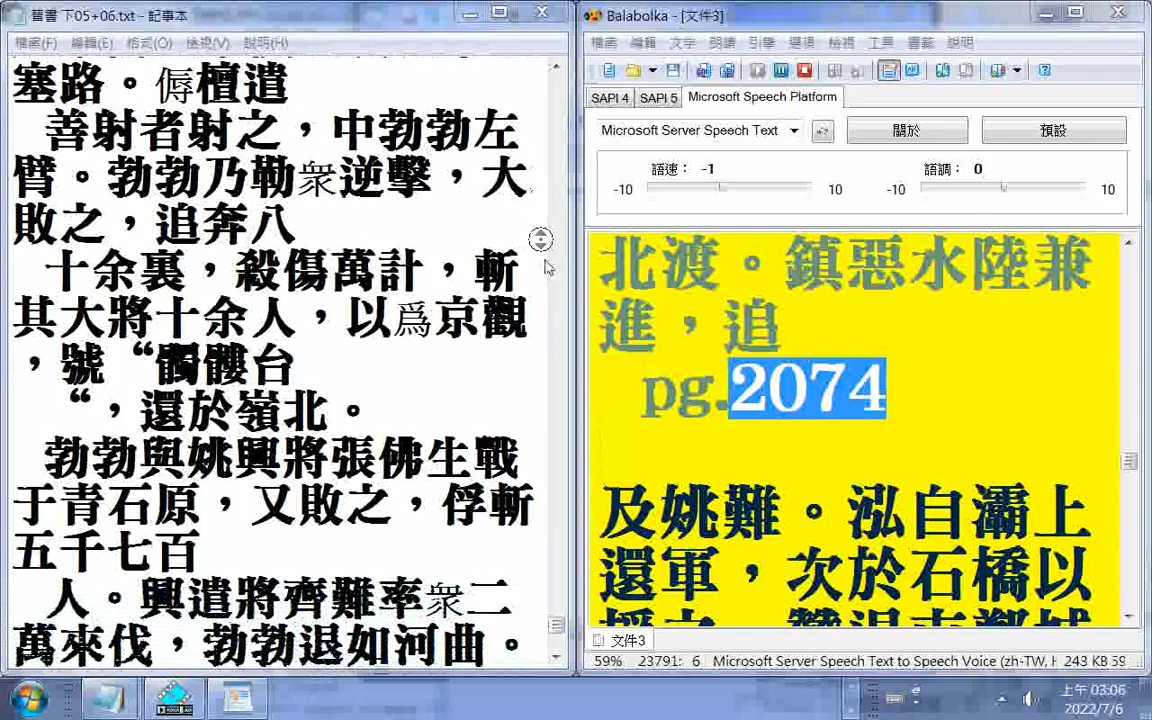 晉書 下05+06.txt - 記事本
檔案(F) 編輯(E) 格式(O) 檢視(V) 說明(H)
塞路。傉檀遣
善射者射之，中勃勃左
臂。勃勃乃勒衆逆擊，大
敗之，追奔八
十余裏，殺傷萬計，斬
其大將十余人，以爲京觀
，號“髑髏台
“，還於嶺北。
勃勃與姚興將張佛生戰
于青石原，又敗之，俘斬
五千七百
人。興遣將齊難率衆二
萬來伐，勃勃退如河曲。
Balabolka - [文件3]
檔案 編輯 文字 朗讀 引擎 選項 檢視 工具 書籤 說明
SAPI 4 SAPI 5 Microsoft Speech Platform
Microsoft Server Speech Text 關於 預設
語速： -1 語調： 0
-10 10 -10 10
北渡。鎮惡水陸兼
進，追
pg.2074
及姚難。泓自灞上
還軍，次於石橋以
文件3
59% 23791: 6 Microsoft Server Speech Text to Speech Voice (zh-TW, H 243 KB 59
上午 03:06
2022/7/6